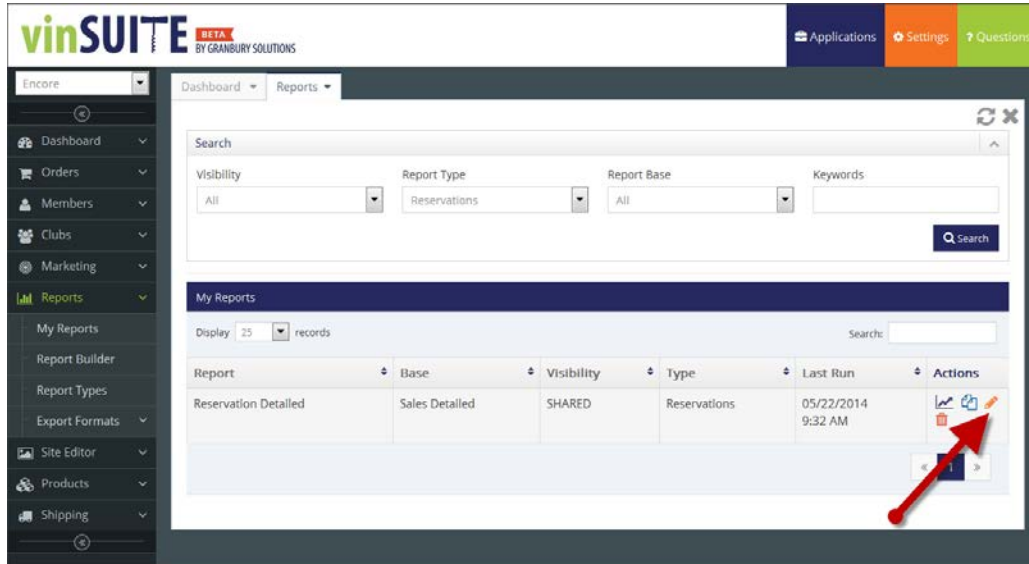 vinSUITE BETA
BY GRANBURY SOLUTIONS
Applications Settings ? Questions
Encore
Dashboard Reports
Dashboard
Orders
Members
Clubs
Marketing
Reports
My Reports
Report Builder
Report Types
Export Formats
Site Editor
Products
Shipping
Search
Visibility Report Type Report Base Keywords
All Reservations All
Search
My Reports
Display 25 records Search:
Report Base Visibility Type Last Run Actions
Reservation Detailed Sales Detailed SHARED Reservations 05/22/2014
9:32 AM
« 1 »